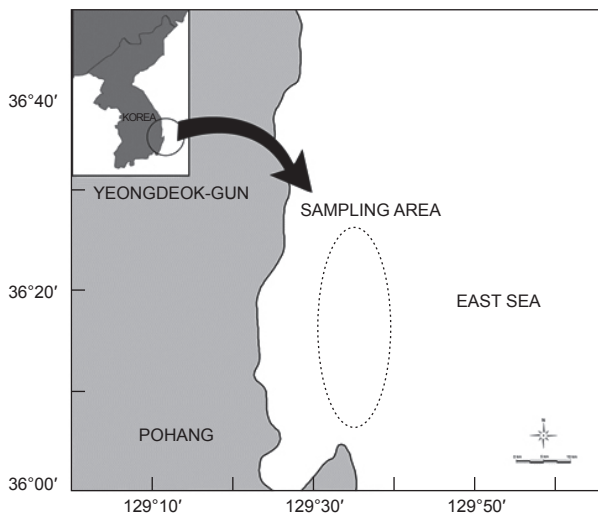 36°40′
KOREA
YEONGDEOK-GUN
SAMPLING AREA
36°20′
EAST SEA
POHANG
N
36°00′
129°10′
129°30′
129°50′